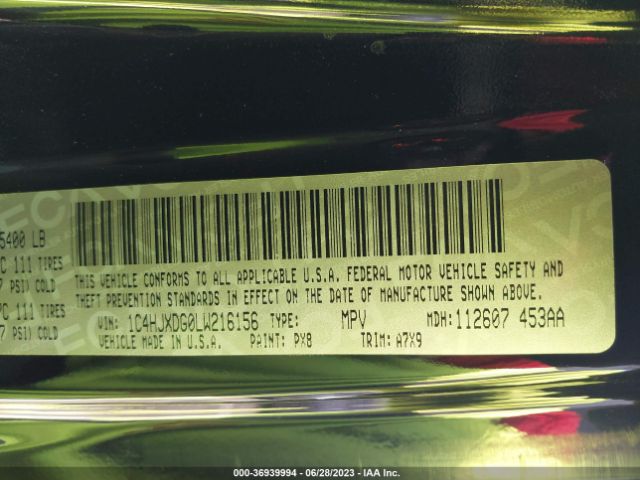 5400 LB
C 111 TIRES
7 PSI) COLD
PC 111 TIRES
7 PSI) COLD
THIS VEHICLE CONFORMS TO ALL APPLICABLE U.S.A. FEDERAL MOTOR VEHICLE SAFETY AND
THEFT PREVENTION STANDARDS IN EFFECT ON THE DATE OF MANUFACTURE SHOWN ABOVE.
VIN: 1C4HJXDG0LW216156 TYPE: MPV MDH: 112607 453AA
VEHICLE MADE IN U.S.A. PAINT: PX8 TRIM: A7X9
000-36939994 | 06/28/2023 | IAA Inc.